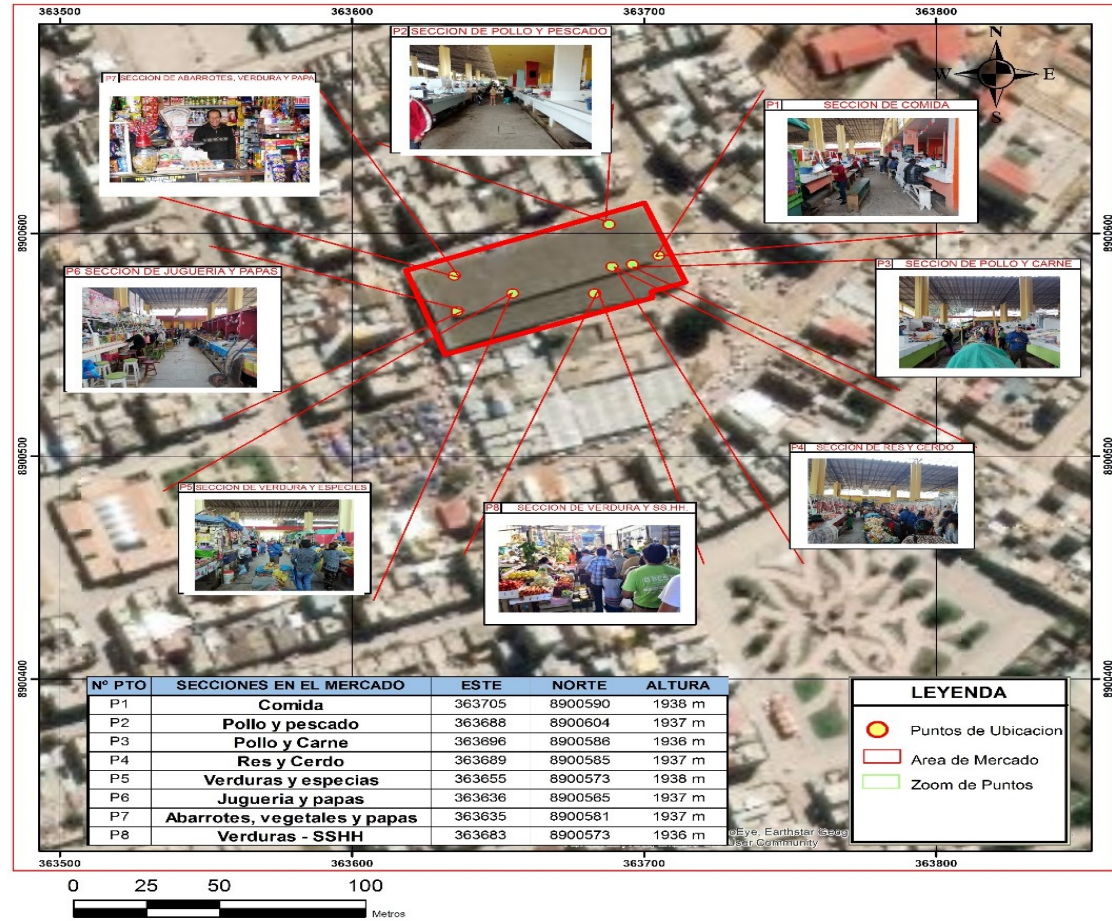 363500 363600 363700 363800
P2 SECCION DE POLLO Y PESCADO
N
W E
S
P7 SECCION DE ABARROTES, VERDURA Y PAPA
P1 SECCION DE COMIDA
8900600 8900600
P6 SECCION DE JUGUERIA Y PAPAS
P3 SECCION DE POLLO Y CARNE
8900500 8900500
P4 SECCION DE RES Y CERDO
P5 SECCION DE VERDURA Y ESPECIES
P8 SECCION DE VERDURA Y SS.HH.
8900400 8900400
Nº PTO SECCIONES EN EL MERCADO ESTE NORTE ALTURA
P1 Comida 363705 8900590 1938 m
P2 Pollo y pescado 363688 8900604 1937 m
P3 Pollo y Carne 363696 8900586 1936 m
P4 Res y Cerdo 363689 8900585 1937 m
P5 Verduras y especias 363655 8900573 1938 m
P6 Jugueria y papas 363636 8900565 1937 m
P7 Abarrotes, vegetales y papas 363635 8900581 1937 m
P8 Verduras - SSHH 363683 8900573 1936 m
LEYENDA
Puntos de Ubicacion
Area de Mercado
Zoom de Puntos
oEye, Earthstar Geog
ser Community
363500 363600 363700 363800
0 25 50 100
Metros